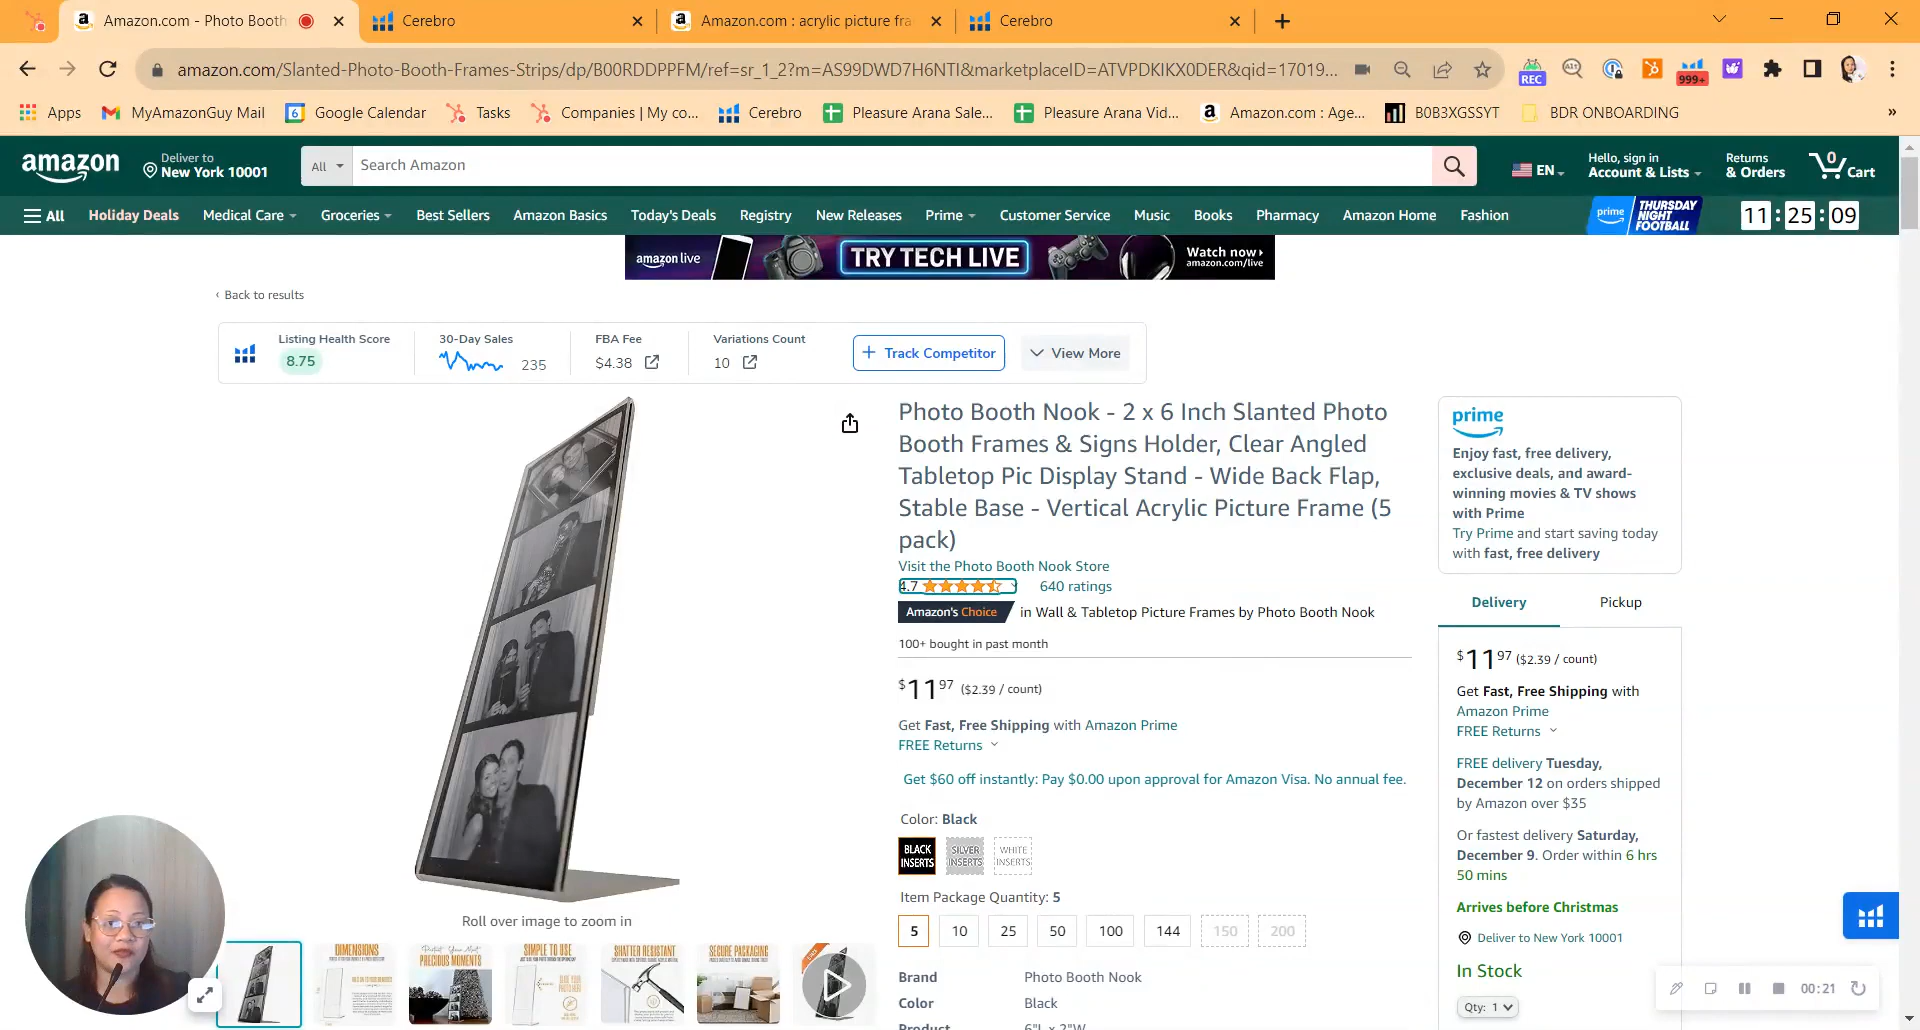 Amazon.com - Photo Booth
Cerebro
Amazon.com : acrylic picture fra
Cerebro
amazon.com/Slanted-Photo-Booth-Frames-Strips/dp/B00RDDPPFM/ref=sr_1_2?m=AS99DWD7H6NTI&marketplaceID=ATVPDKIKX0DER&qid=17019...
REC
999+
Apps
MyAmazonGuy Mail
Google Calendar
Tasks
Companies | My co...
Cerebro
Pleasure Arana Sale...
Pleasure Arana Vid...
Amazon.com : Age...
B0B3XGSSYT
BDR ONBOARDING
»
amazon
Deliver to
New York 10001
All
Search Amazon
EN
Hello, sign in
Account & Lists
Returns
& Orders
0
Cart
All
Holiday Deals
Medical Care
Groceries
Best Sellers
Amazon Basics
Today's Deals
Registry
New Releases
Prime
Customer Service
Music
Books
Pharmacy
Amazon Home
Fashion
prime
THURSDAY
NIGHT
FOOTBALL
11 : 25 : 09
amazon live
TRY TECH LIVE
Watch now
amazon.com/live
‹ Back to results
Listing Health Score
8.75
30-Day Sales
235
FBA Fee
$4.38
Variations Count
10
+ Track Competitor
View More
Photo Booth Nook - 2 x 6 Inch Slanted Photo
Booth Frames & Signs Holder, Clear Angled
Tabletop Pic Display Stand - Wide Back Flap,
Stable Base - Vertical Acrylic Picture Frame (5
pack)
Visit the Photo Booth Nook Store
4.7
640 ratings
Amazon's Choice
in Wall & Tabletop Picture Frames by Photo Booth Nook
100+ bought in past month
$11 97 ($2.39 / count)
Get Fast, Free Shipping with Amazon Prime
FREE Returns
Get $60 off instantly: Pay $0.00 upon approval for Amazon Visa. No annual fee.
Color: Black
BLACK
INSERTS
SILVER
INSERTS
WHITE
INSERTS
Item Package Quantity: 5
5
10
25
50
100
144
150
200
Brand
Photo Booth Nook
Color
Black
Product
6"L x 2"W
Roll over image to zoom in
DIMENSIONS
PRECIOUS MOMENTS
SIMPLE TO USE
SHATTER RESISTANT
SECURE PACKAGING
prime
Enjoy fast, free delivery,
exclusive deals, and award-
winning movies & TV shows
with Prime
Try Prime and start saving today
with fast, free delivery
Delivery
Pickup
$11 97 ($2.39 / count)
Get Fast, Free Shipping with
Amazon Prime
FREE Returns
FREE delivery Tuesday,
December 12 on orders shipped
by Amazon over $35
Or fastest delivery Saturday,
December 9. Order within 6 hrs
50 mins
Arrives before Christmas
Deliver to New York 10001
In Stock
Qty: 1
00:21